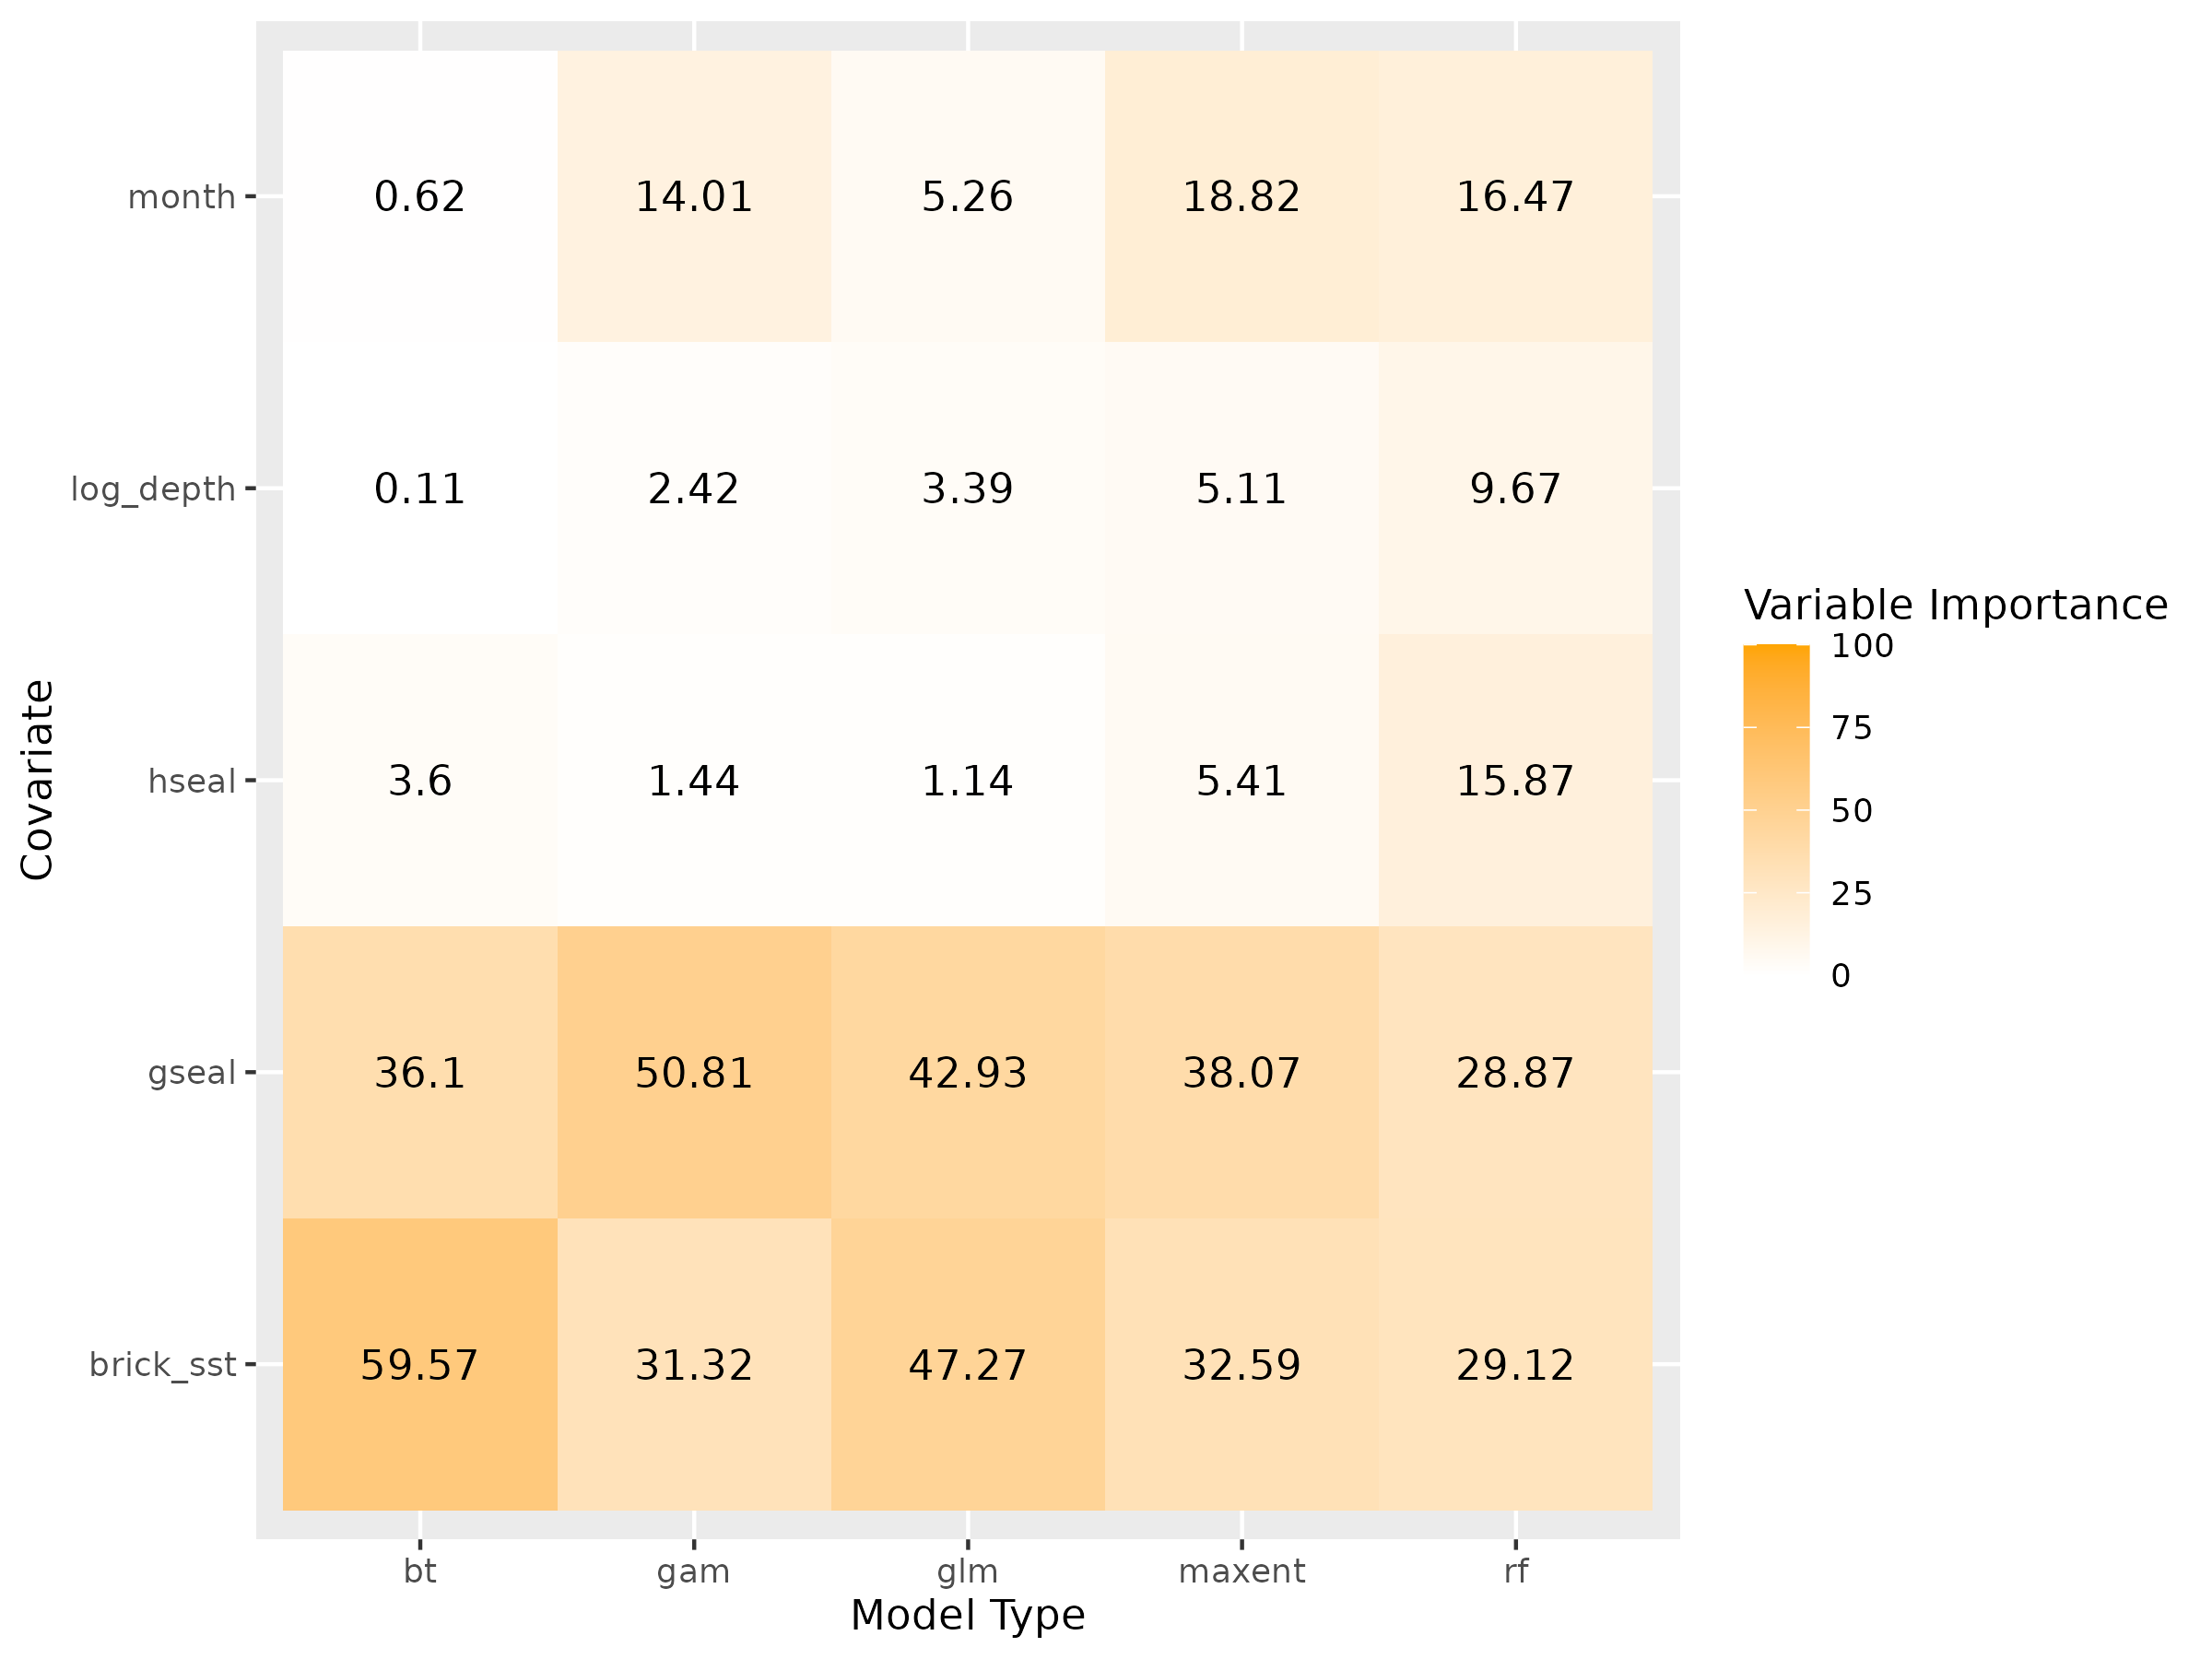 month 0.62 14.01 5.26 18.82 16.47
log_depth 0.11 2.42 3.39 5.11 9.67
hseal 3.6 1.44 1.14 5.41 15.87
gseal 36.1 50.81 42.93 38.07 28.87
brick_sst 59.57 31.32 47.27 32.59 29.12
bt gam glm maxent rf
Model Type
Covariate
Variable Importance
100
75
50
25
0